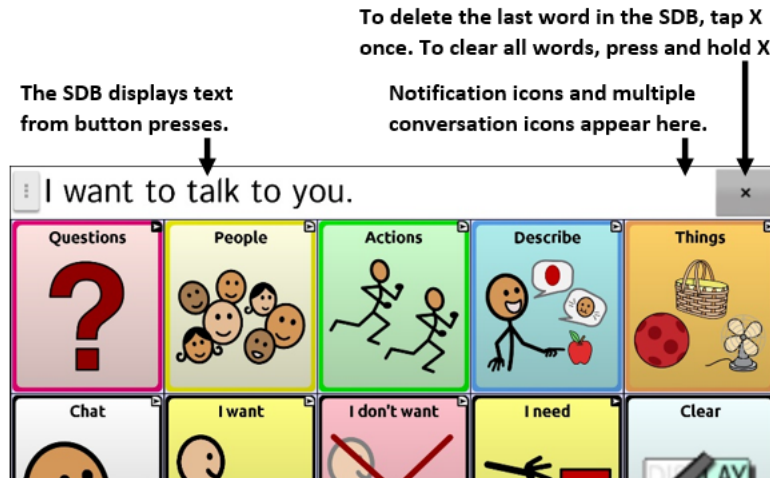 To delete the last word in the SDB, tap X
once. To clear all words, press and hold X
The SDB displays text
from button presses.
Notification icons and multiple
conversation icons appear here.
I want to talk to you.
×
Questions
People
Actions
Describe
Things
?
Chat
I want
I don't want
I need
Clear